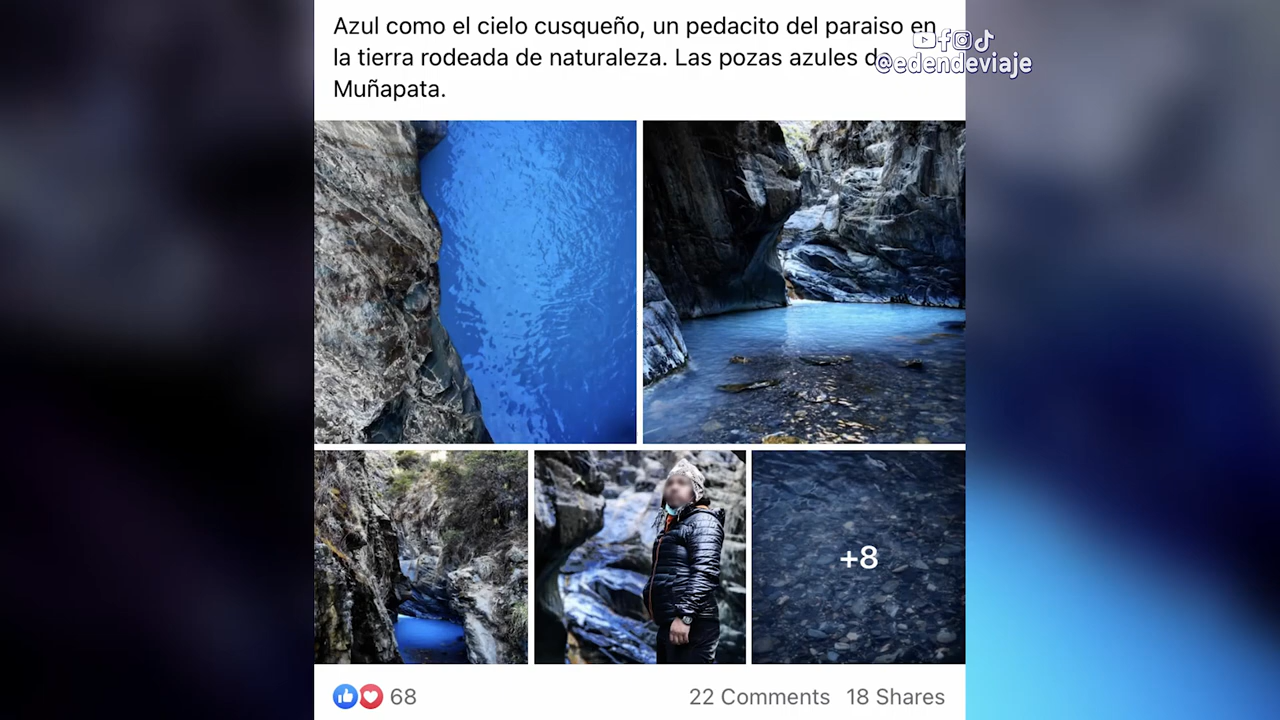 Azul como el cielo cusqueño, un pedacito del paraiso en
la tierra rodeada de naturaleza. Las pozas azules de
Muñapata.
@edendeviaje
+8
68
22 Comments 18 Shares